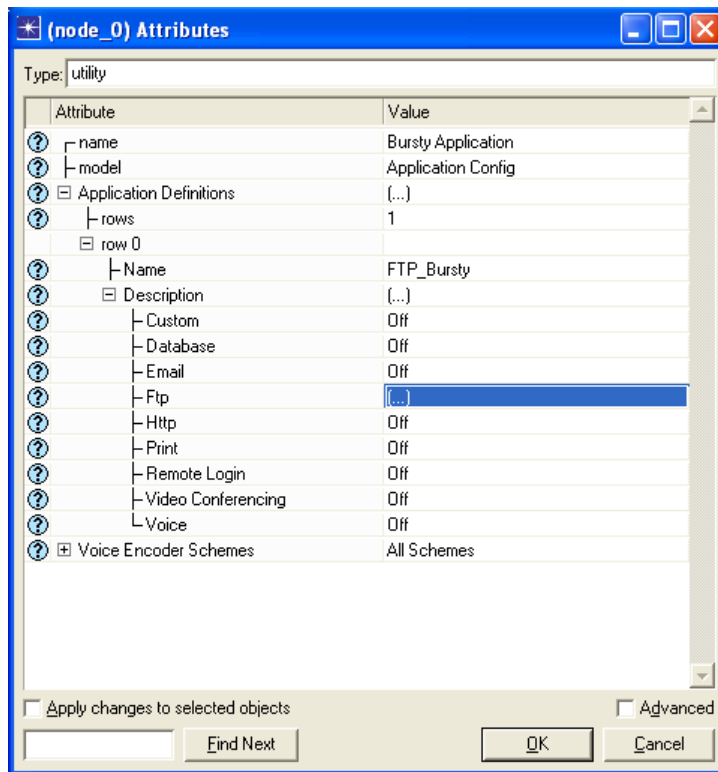 (node_0) Attributes
Type: utility
Attribute Value
name Bursty Application
model Application Config
Application Definitions (...)
rows 1
row 0
Name FTP_Bursty
Description (...)
Custom Off
Database Off
Email Off
Ftp (...)
Http Off
Print Off
Remote Login Off
Video Conferencing Off
Voice Off
Voice Encoder Schemes All Schemes
Apply changes to selected objects Advanced
Find Next OK Cancel